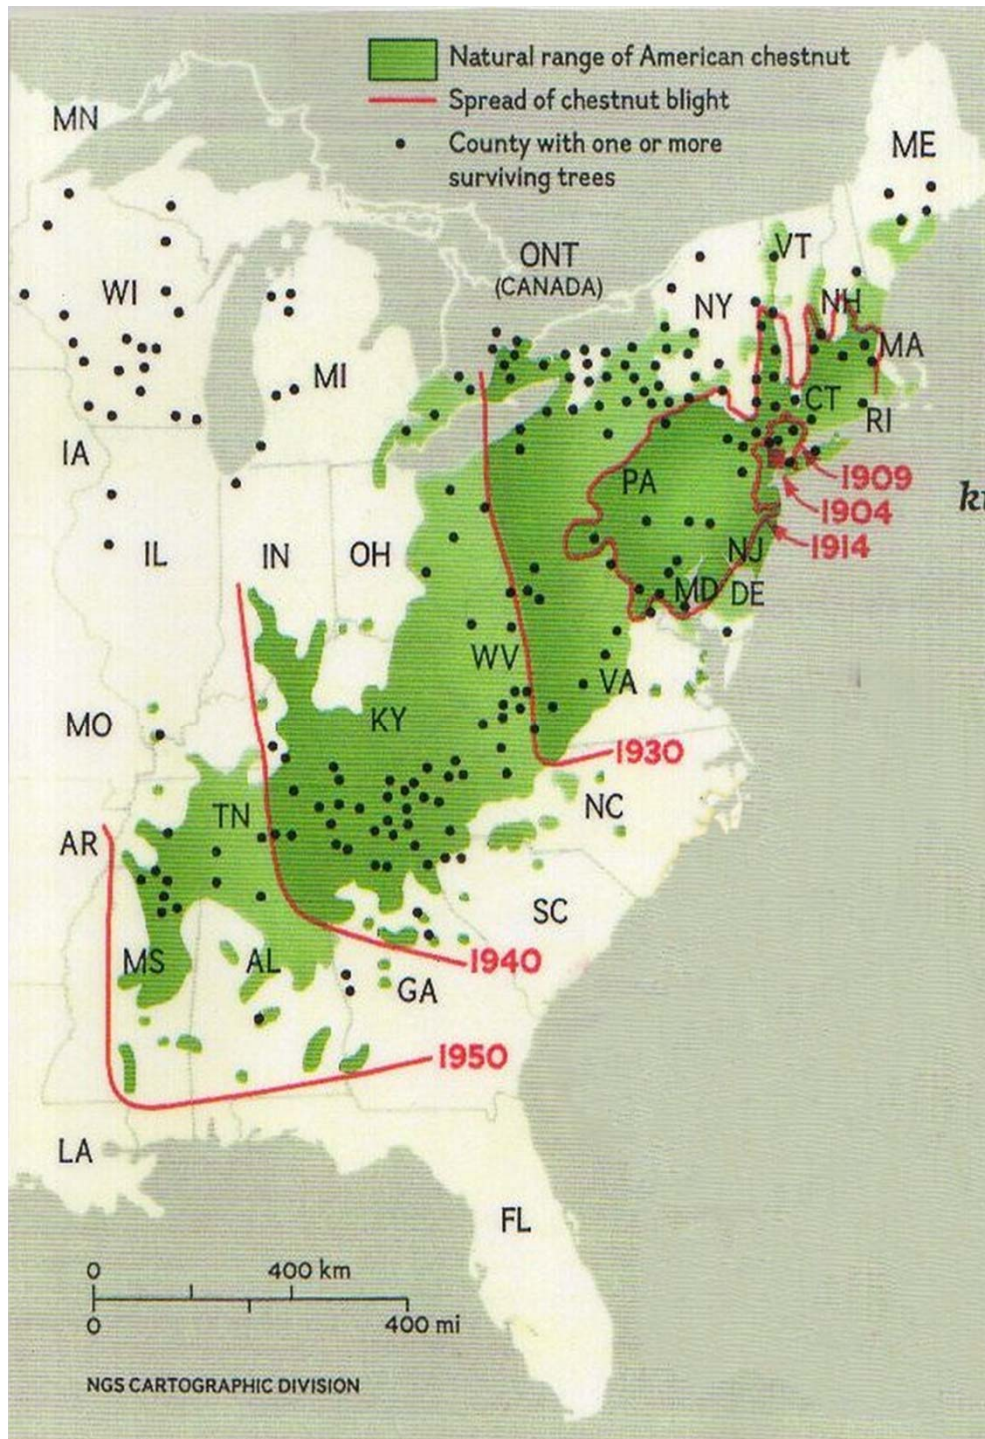 Natural range of American chestnut
Spread of chestnut blight
County with one or more
surviving trees
MN
ME
ONT
(CANADA)
VT
WI
NY
NH
MI
MA
CT
RI
IA
PA
1909
1904
1914
IL
IN
OH
NJ
MD
DE
WV
VA
KY
MO
1930
NC
TN
AR
SC
MS
AL
1940
GA
1950
LA
FL
0
400 km
0
400 mi
NGS CARTOGRAPHIC DIVISION